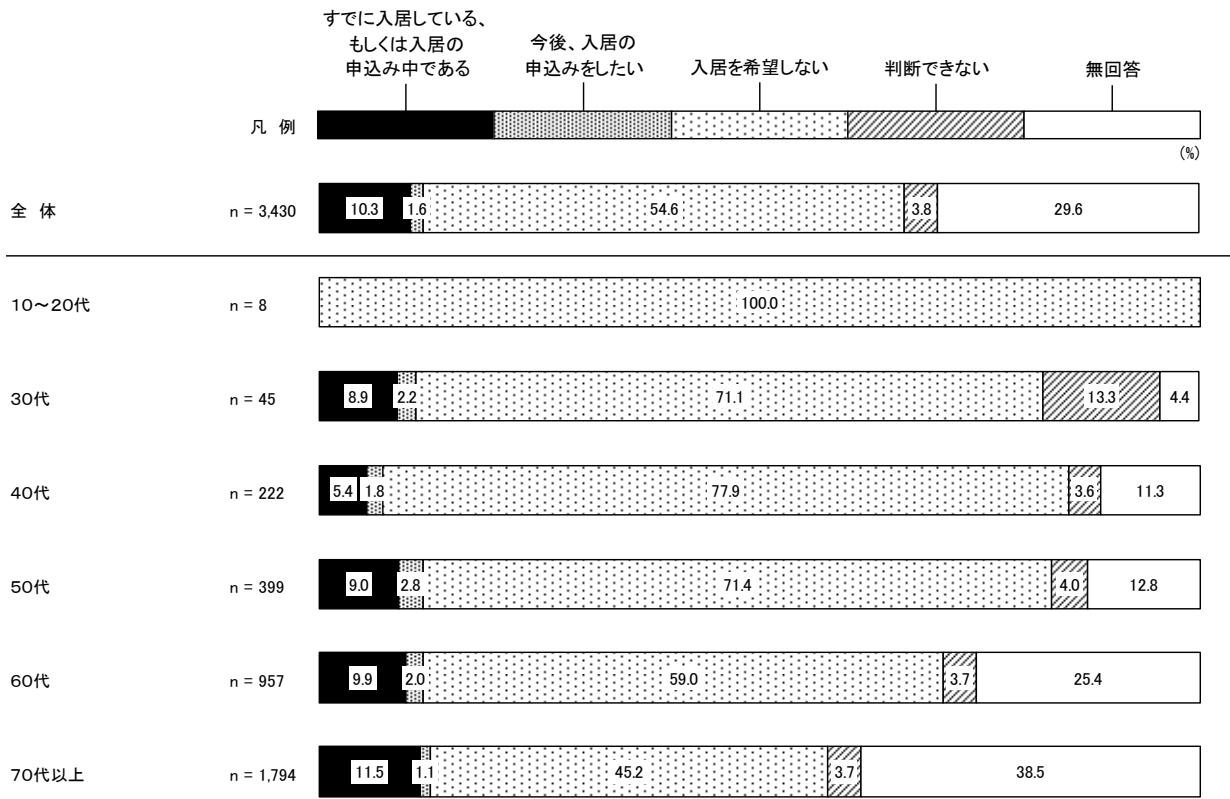 すでに入居している、
もしくは入居の
申込み中である
今後、入居の
申込みをしたい
入居を希望しない
判断できない
無回答
凡 例
(%)
全 体 n = 3,430 10.3 1.6 54.6 3.8 29.6
10～20代 n = 8 100.0
30代 n = 45 8.9 2.2 71.1 13.3 4.4
40代 n = 222 5.4 1.8 77.9 3.6 11.3
50代 n = 399 9.0 2.8 71.4 4.0 12.8
60代 n = 957 9.9 2.0 59.0 3.7 25.4
70代以上 n = 1,794 11.5 1.1 45.2 3.7 38.5